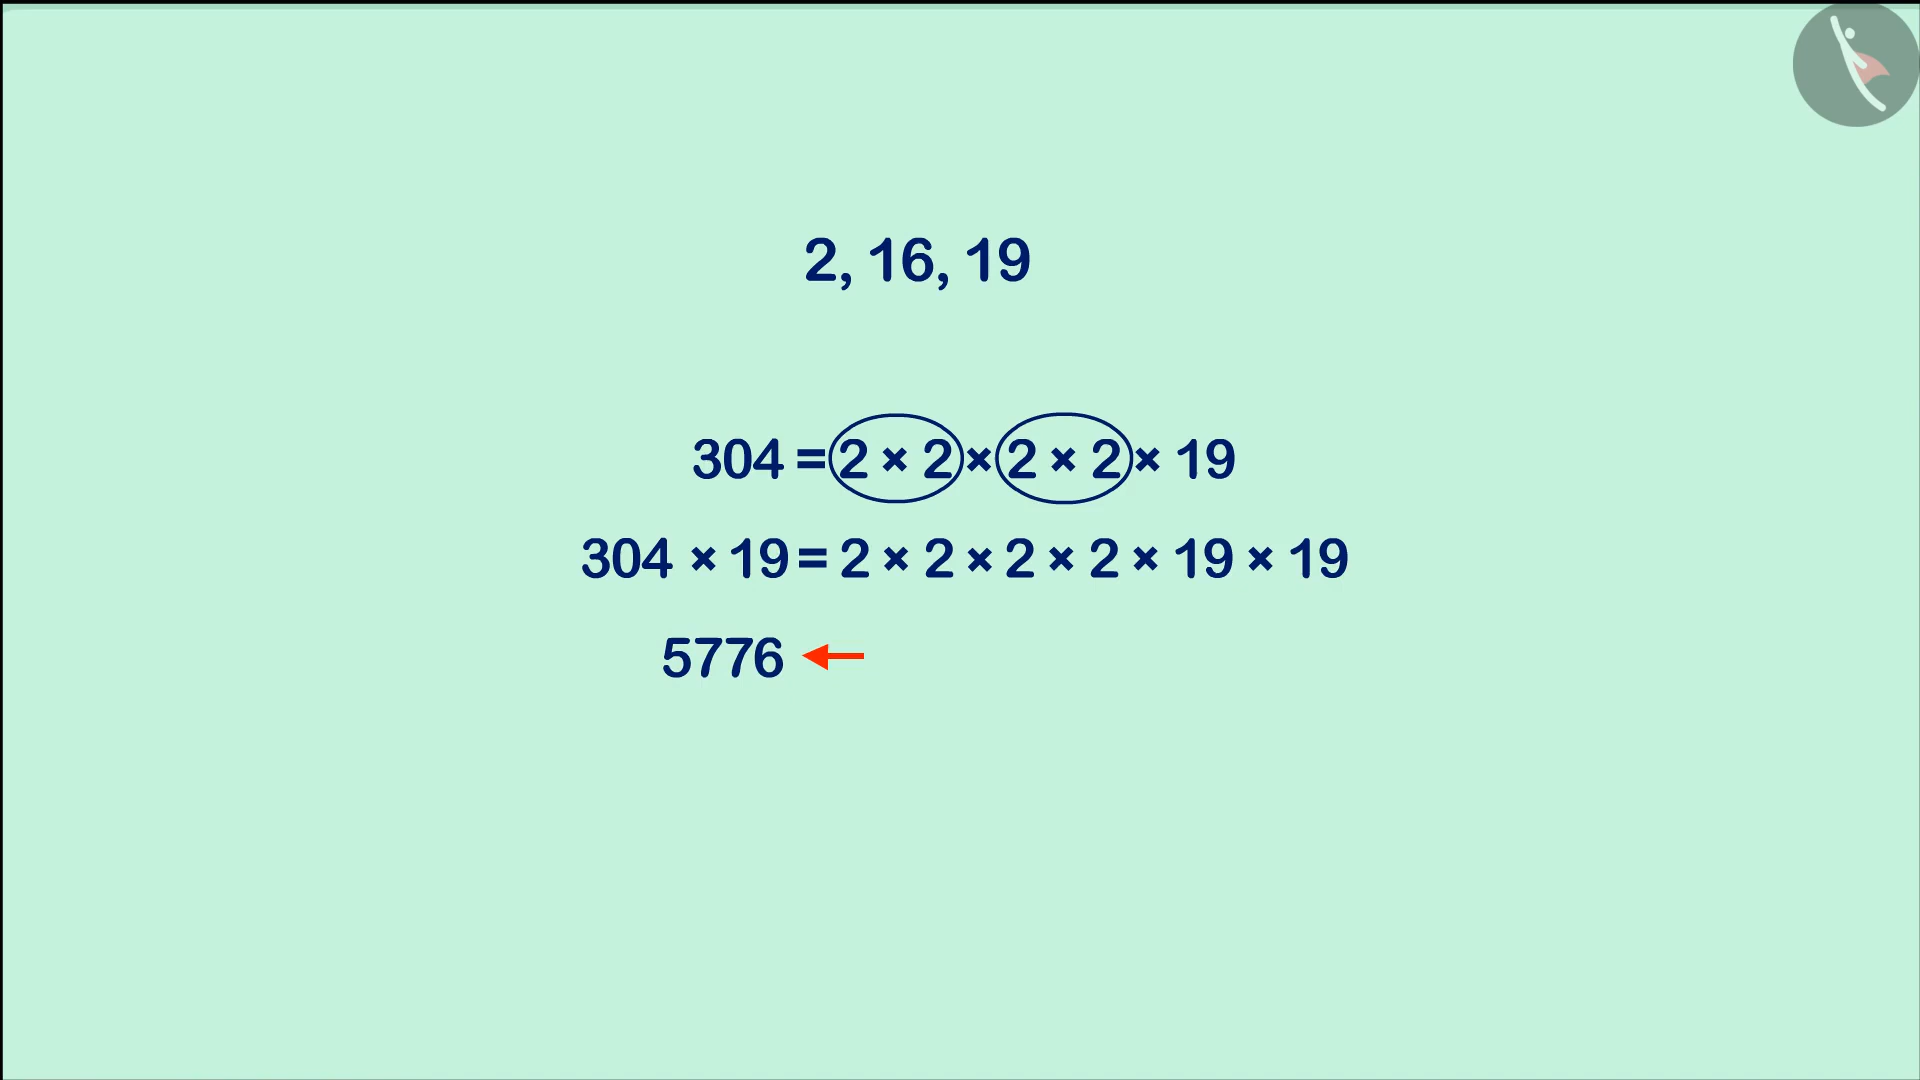 2, 16, 19
304 = 2 × 2 × 2 × 2 × 19
304 × 19 = 2 × 2 × 2 × 2 × 19 × 19
5776